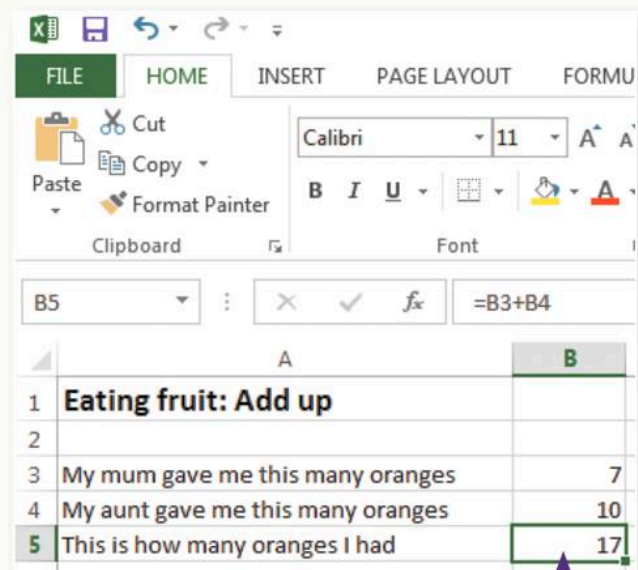 FILE HOME INSERT PAGE LAYOUT FORMU
Cut
Calibri 11 A A
Copy
Paste
B I U A
Format Painter
Clipboard Font
B5 fx =B3+B4
A B
1 Eating fruit: Add up
2
3 My mum gave me this many oranges 7
4 My aunt gave me this many oranges 10
5 This is how many oranges I had 17